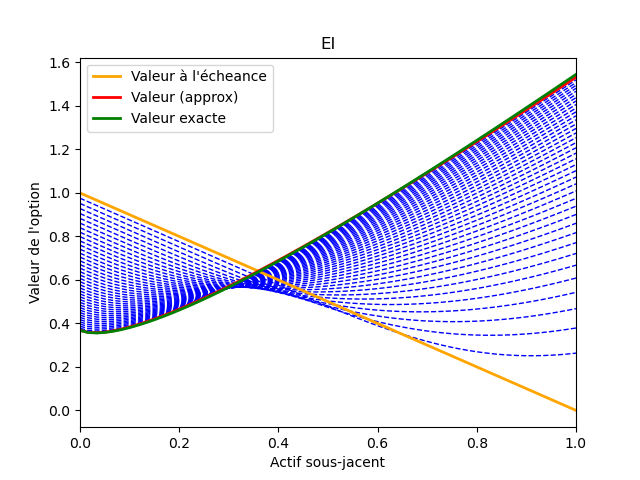 EI
Valeur à l'écheance
Valeur (approx)
Valeur exacte
Valeur de l'option
1.6
1.4
1.2
1.0
0.8
0.6
0.4
0.2
0.0
0.0 0.2 0.4 0.6 0.8 1.0
Actif sous-jacent